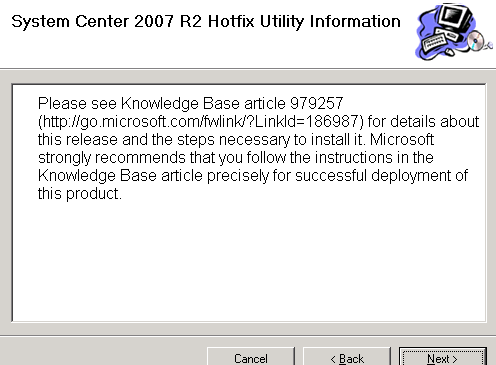 System Center 2007 R2 Hotfix Utility Information
Please see Knowledge Base article 979257
(http://go.microsoft.com/fwlink/?LinkId=186987) for details about
this release and the steps necessary to install it. Microsoft
strongly recommends that you follow the instructions in the
Knowledge Base article precisely for successful deployment of
this product.
Cancel
< Back
Next >